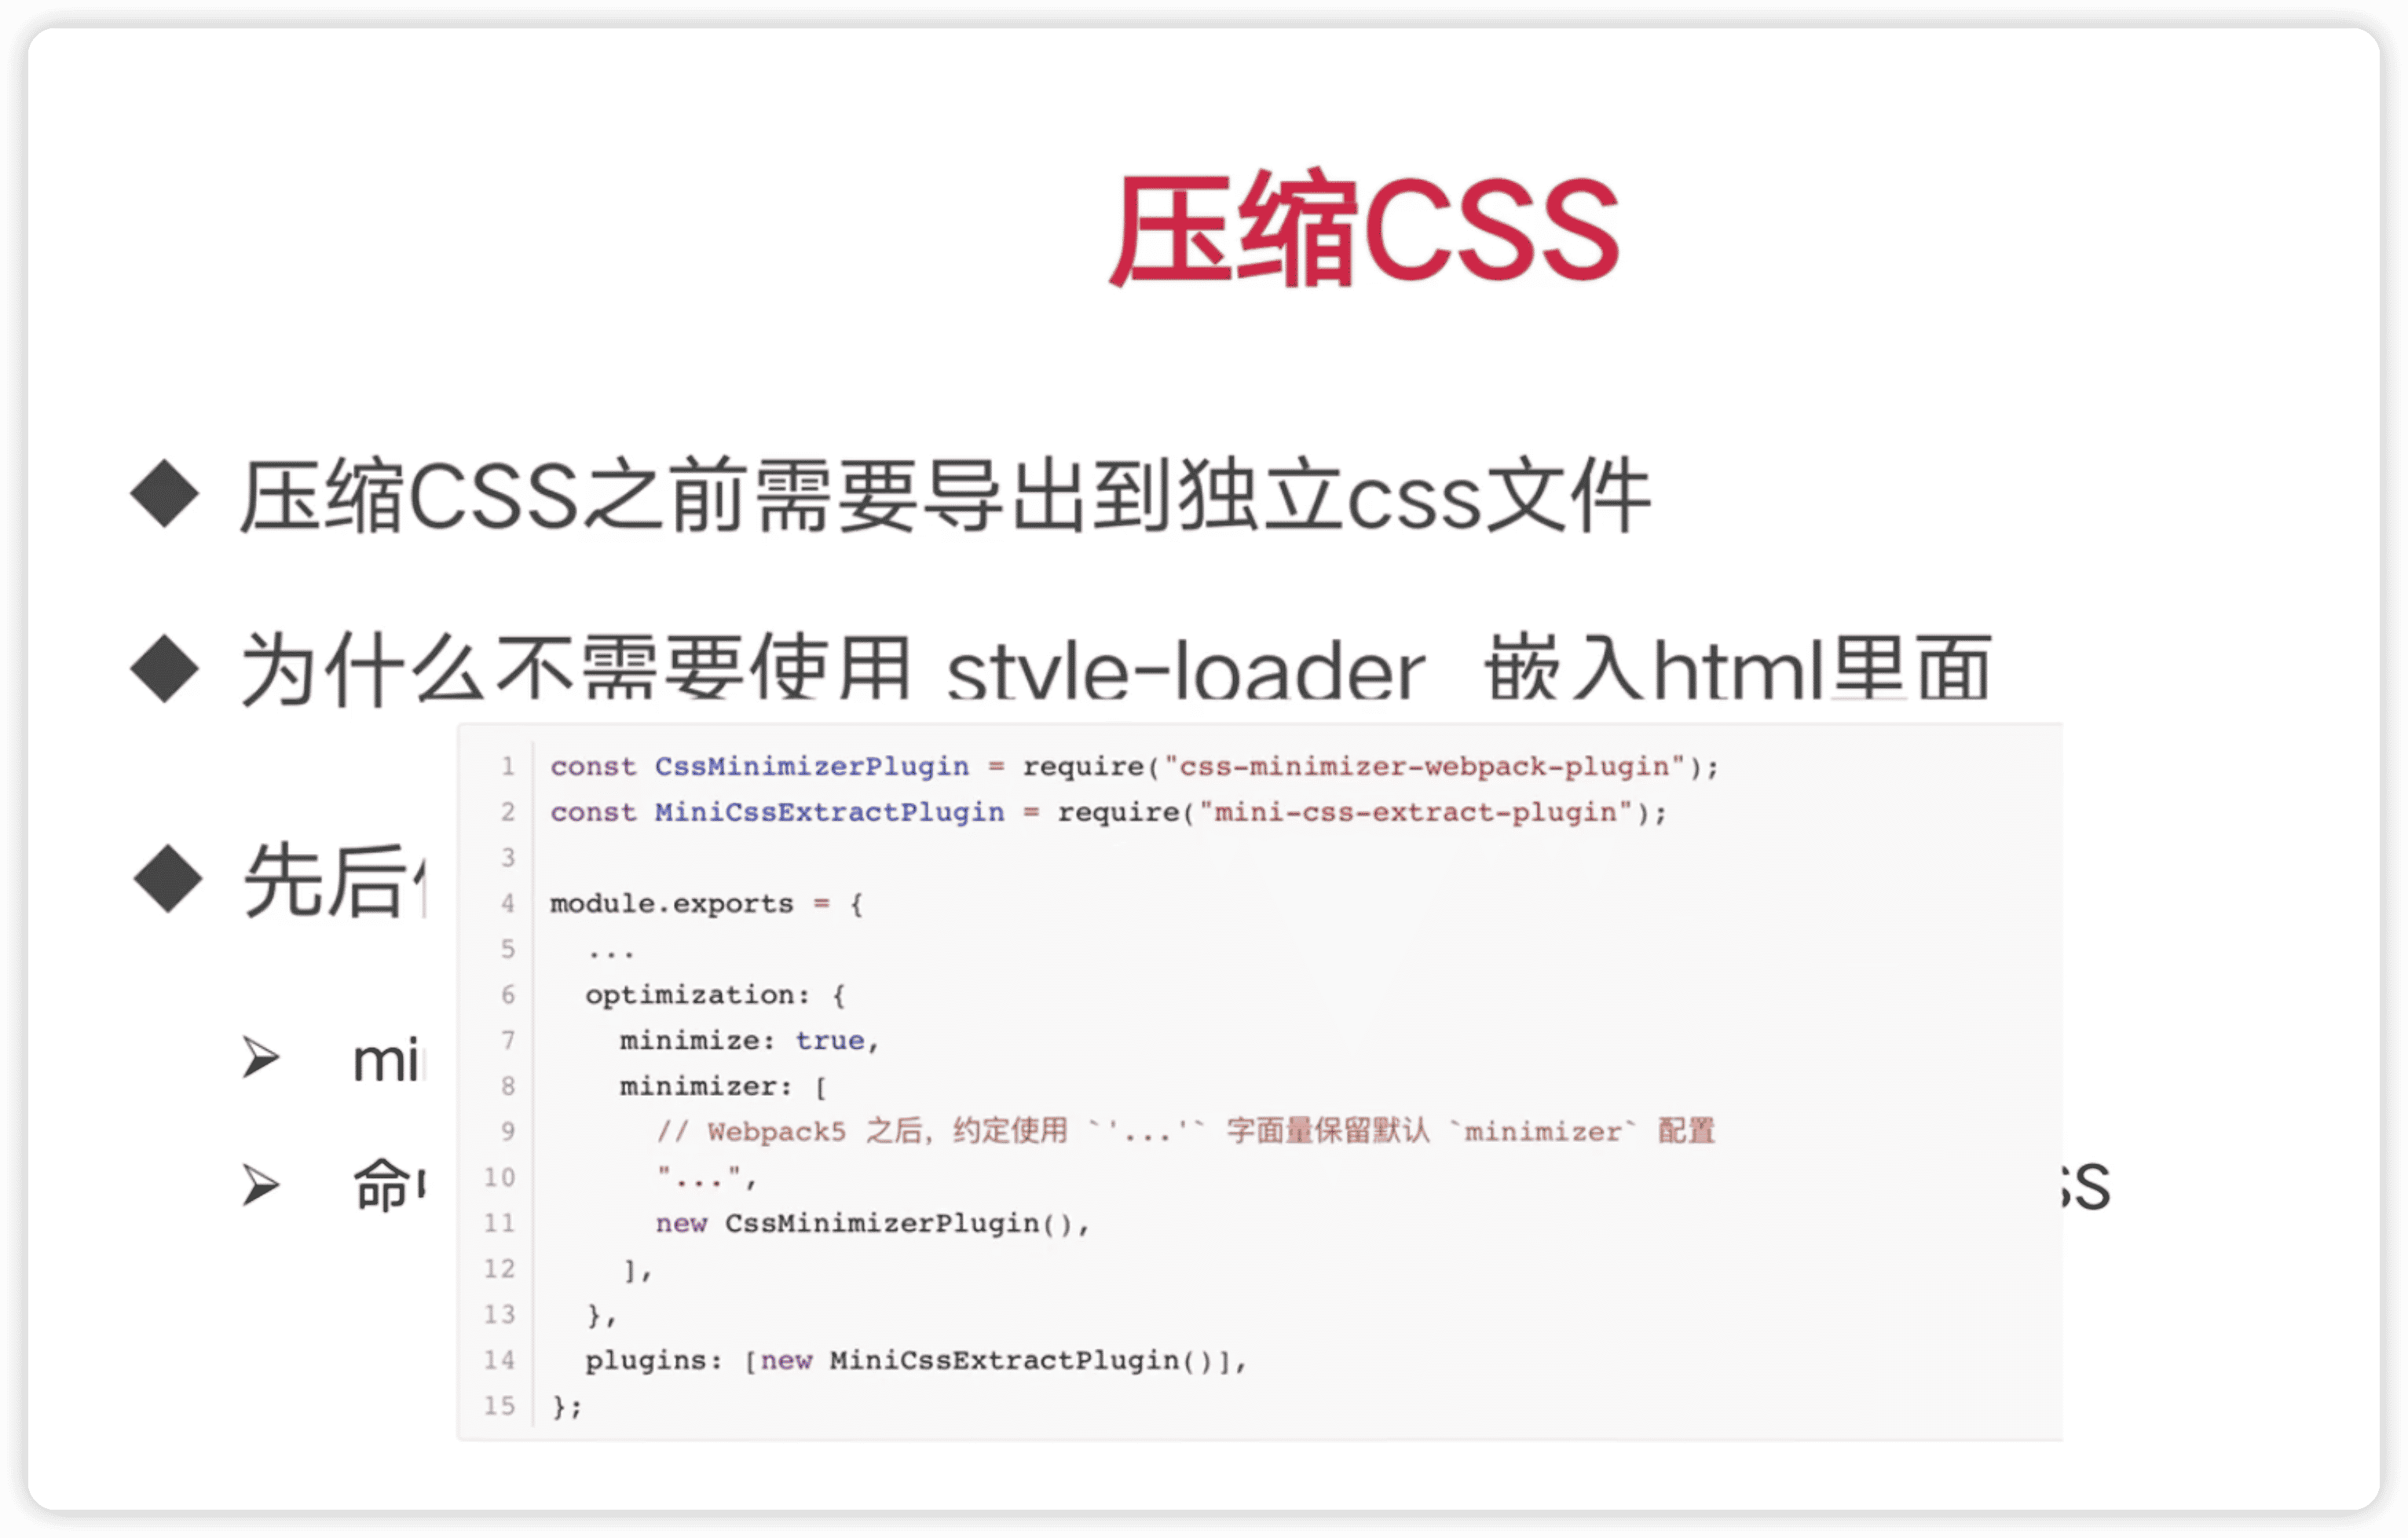 压缩CSS
◆ 压缩CSS之前需要导出到独立css文件
◆ 为什么不需要使用 style-loader 嵌入html里面
◆ 先后
➢ mi
➢ 命 ss
1 const CssMinimizerPlugin = require("css-minimizer-webpack-plugin");
2 const MiniCssExtractPlugin = require("mini-css-extract-plugin");
3
4 module.exports = {
5   ...
6   optimization: {
7     minimize: true,
8     minimizer: [
9       // Webpack5 之后，约定使用 `'...'` 字面量保留默认 `minimizer` 配置
10       "...",
11       new CssMinimizerPlugin(),
12     ],
13   },
14   plugins: [new MiniCssExtractPlugin()],
15 };